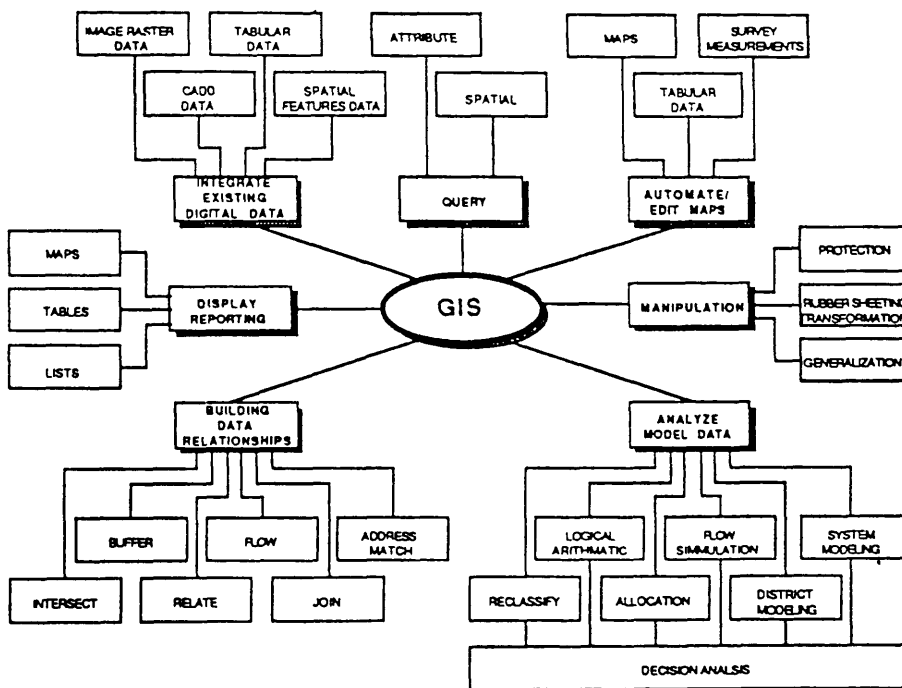 IMAGE RASTER
DATA
TABULAR
DATA
ATTRIBUTE
MAPS
SURVEY
MEASUREMENTS
CADD
DATA
SPATIAL
FEATURES DATA
SPATIAL
TABULAR
DATA
INTEGRATE
EXISTING
DIGITAL DATA
QUERY
AUTOMATE/
EDIT MAPS
MAPS
TABLES
LISTS
DISPLAY
REPORTING
GIS
MANIPULATION
PROTECTION
RUBBER SHEETING
TRANSFORMATION
GENERALIZATION
BUILDING
DATA
RELATIONSHIPS
ANALYZE
MODEL DATA
BUFFER
FLOW
ADDRESS
MATCH
INTERSECT
RELATE
JOIN
LOGICAL
ARITHMATIC
FLOW
SIMMULATION
SYSTEM
MODELING
RECLASSIFY
ALLOCATION
DISTRICT
MODELING
DECISION ANALSIS